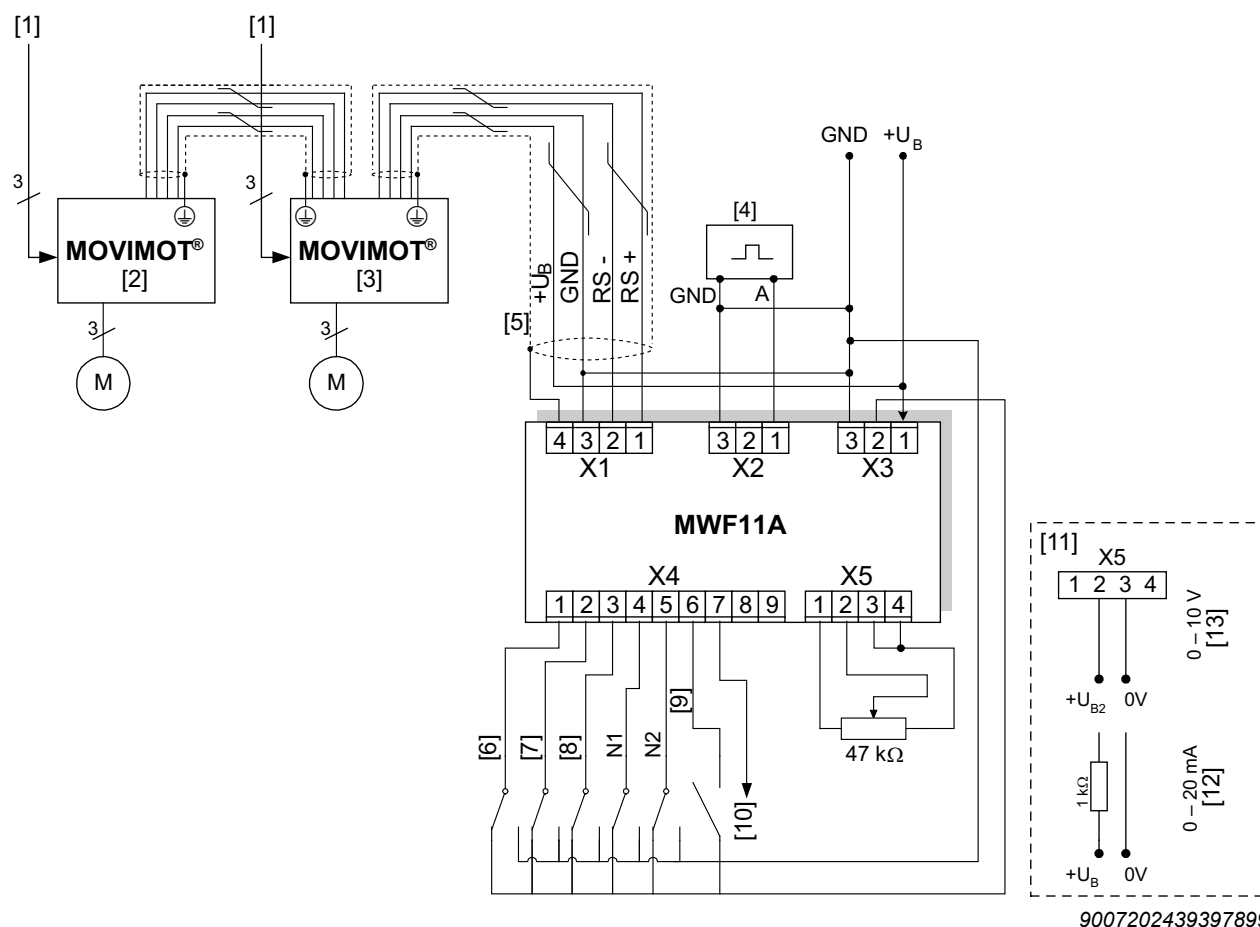 [1]
[1]
3
3
MOVIMOT®
[2]
MOVIMOT®
[3]
3
3
M
M
[5]
+UB
GND
RS -
RS +
[4]
GND
A
GND
+UB
4 3 2 1
X1
3 2 1
X2
3 2 1
X3
MWF11A
X4
1 2 3 4 5 6 7 8 9
X5
1 2 3 4
[6]
[7]
[8]
N1
N2
[9]
[10]
47 kΩ
[11]
X5
1 2 3 4
0 – 10 V
[13]
+UB2
0V
1 kΩ
0 – 20 mA
[12]
+UB
0V